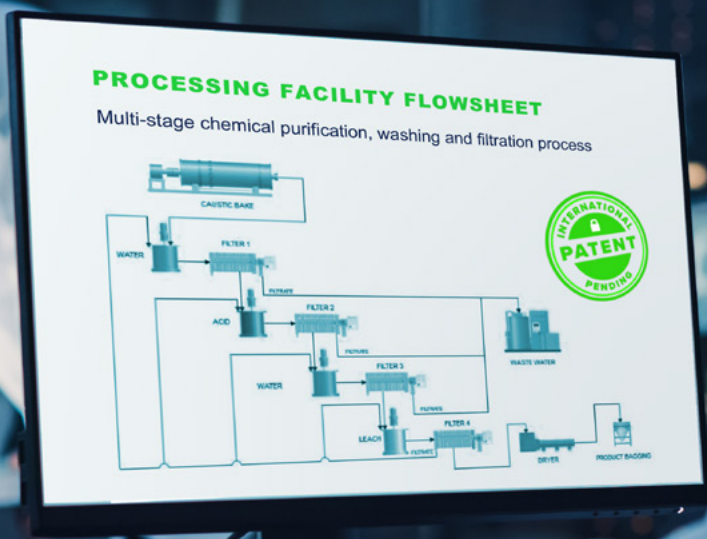 PROCESSING FACILITY FLOWSHEET
Multi-stage chemical purification, washing and filtration process
CAUSTIC BAKE
INTERNATIONAL
PATENT
PENDING
WATER
FILTER 1
FILTRATE
ACID
FILTER 2
FILTRATE
WASTE WATER
WATER
FILTER 3
FILTRATE
LEACH
FILTER 4
FILTRATE
DRYER
PRODUCT BAGGING